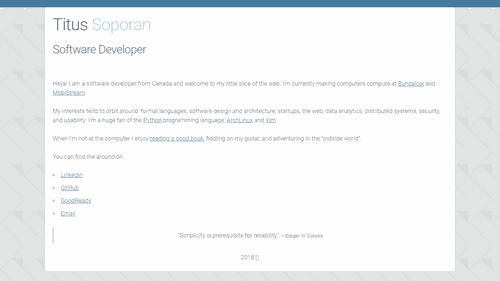 Titus Soporan
Software Developer
Heya! I am a software developer from Canada and welcome to my little slice of the web. I'm currently making computers compute at Bungalow and
MobiStream.
My interests tend to orbit around: formal languages, software design and architecture, startups, the web, data analytics, distributed systems, security,
and usability. I'm a huge fan of the Python programming language, ArchLinux and Vim.
When I'm not at the computer I enjoy reading a good book, fiddling on my guitar and adventuring in the "outside world".
You can find me around on:
LinkedIn
GitHub
GoodReads
Email
"Simplicity is prerequisite for reliability." – Edsger W. Dijkstra
2018